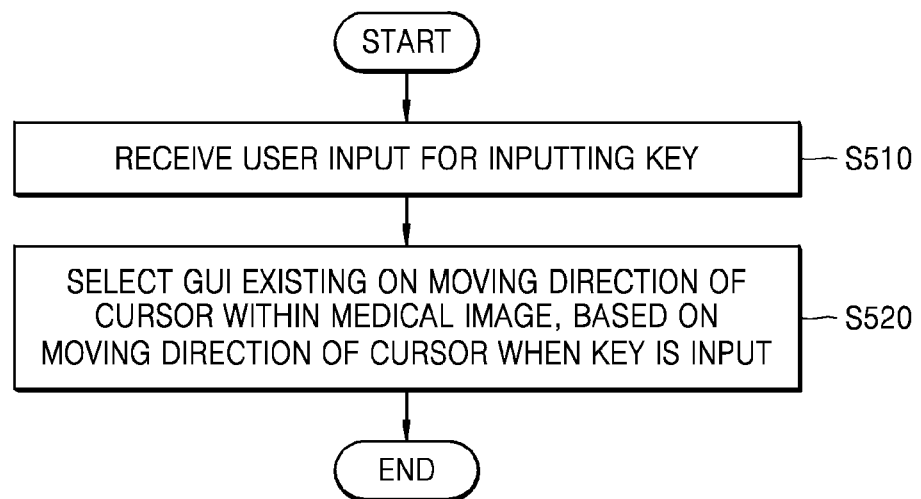 START
RECEIVE USER INPUT FOR INPUTTING KEY
S510
SELECT GUI EXISTING ON MOVING DIRECTION OF
CURSOR WITHIN MEDICAL IMAGE, BASED ON
MOVING DIRECTION OF CURSOR WHEN KEY IS INPUT
S520
END